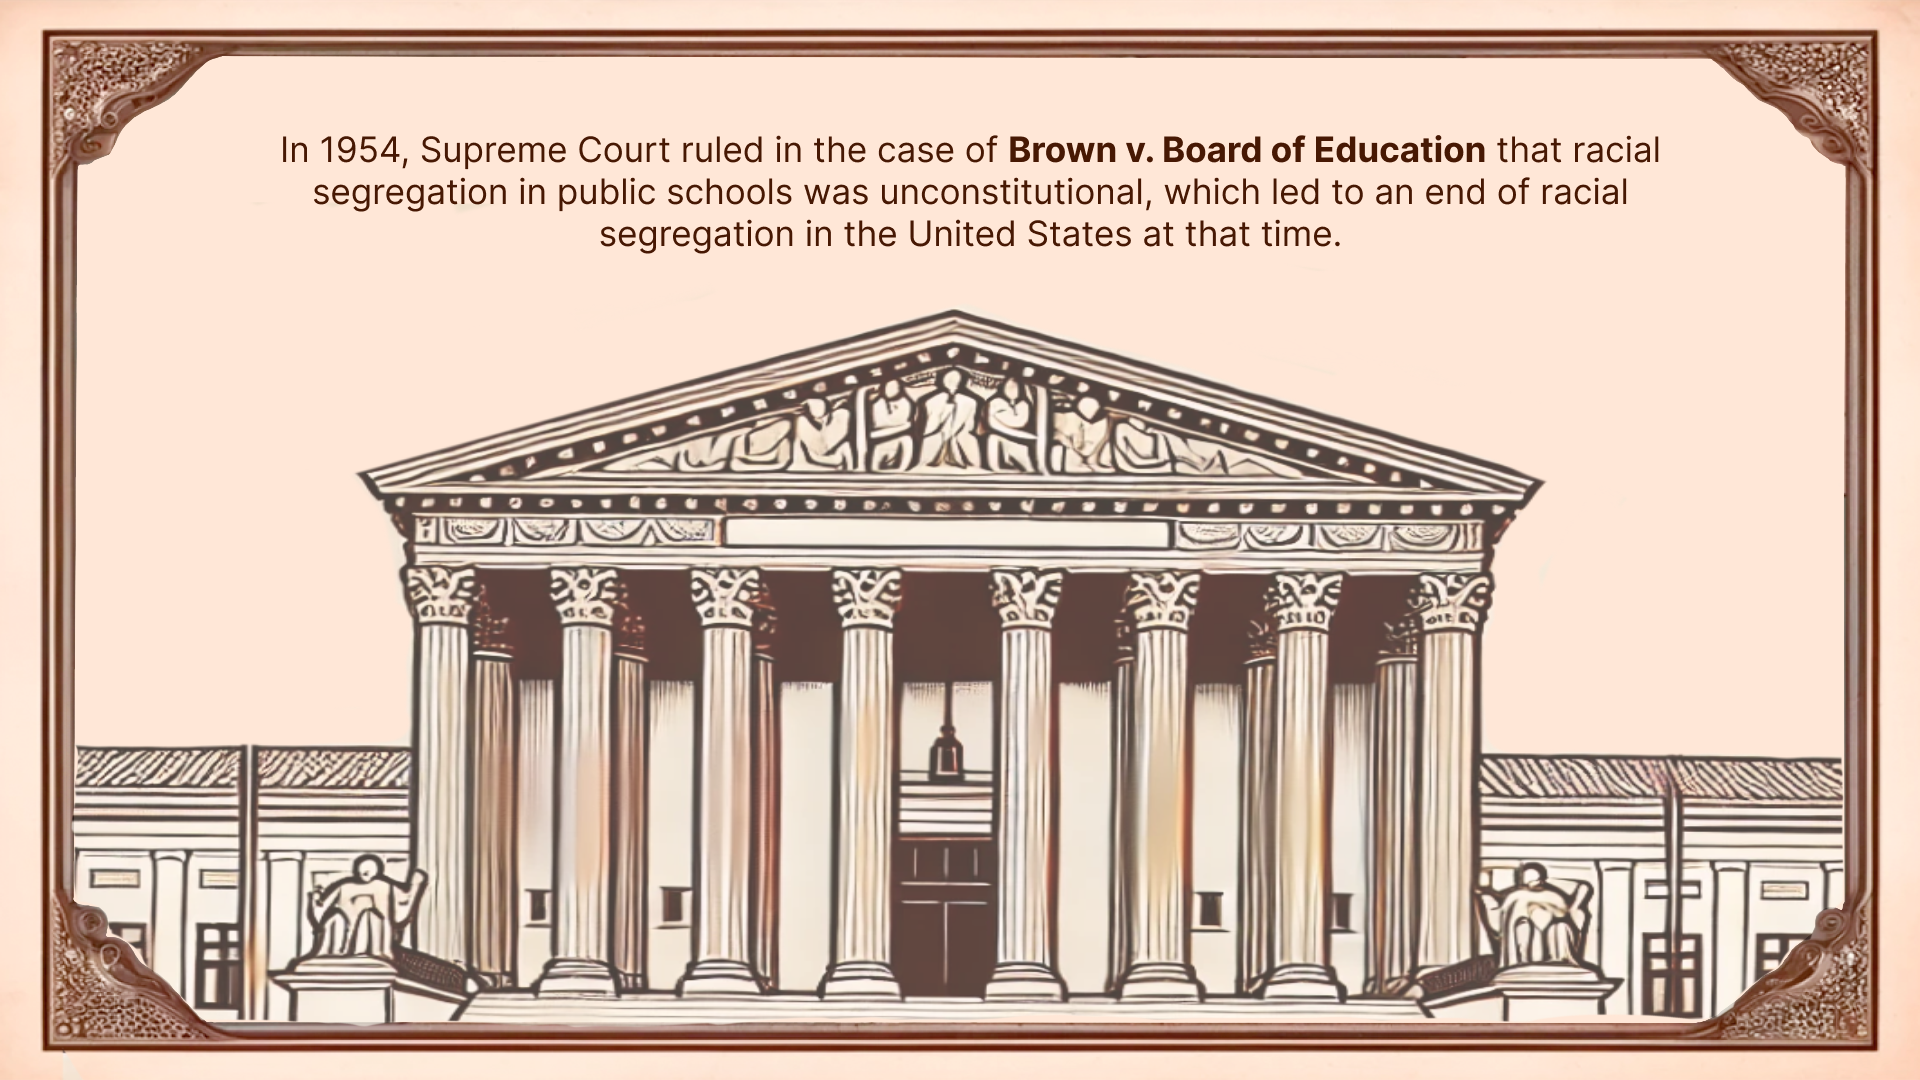 In 1954, Supreme Court ruled in the case of Brown v. Board of Education that racial
segregation in public schools was unconstitutional, which led to an end of racial
segregation in the United States at that time.